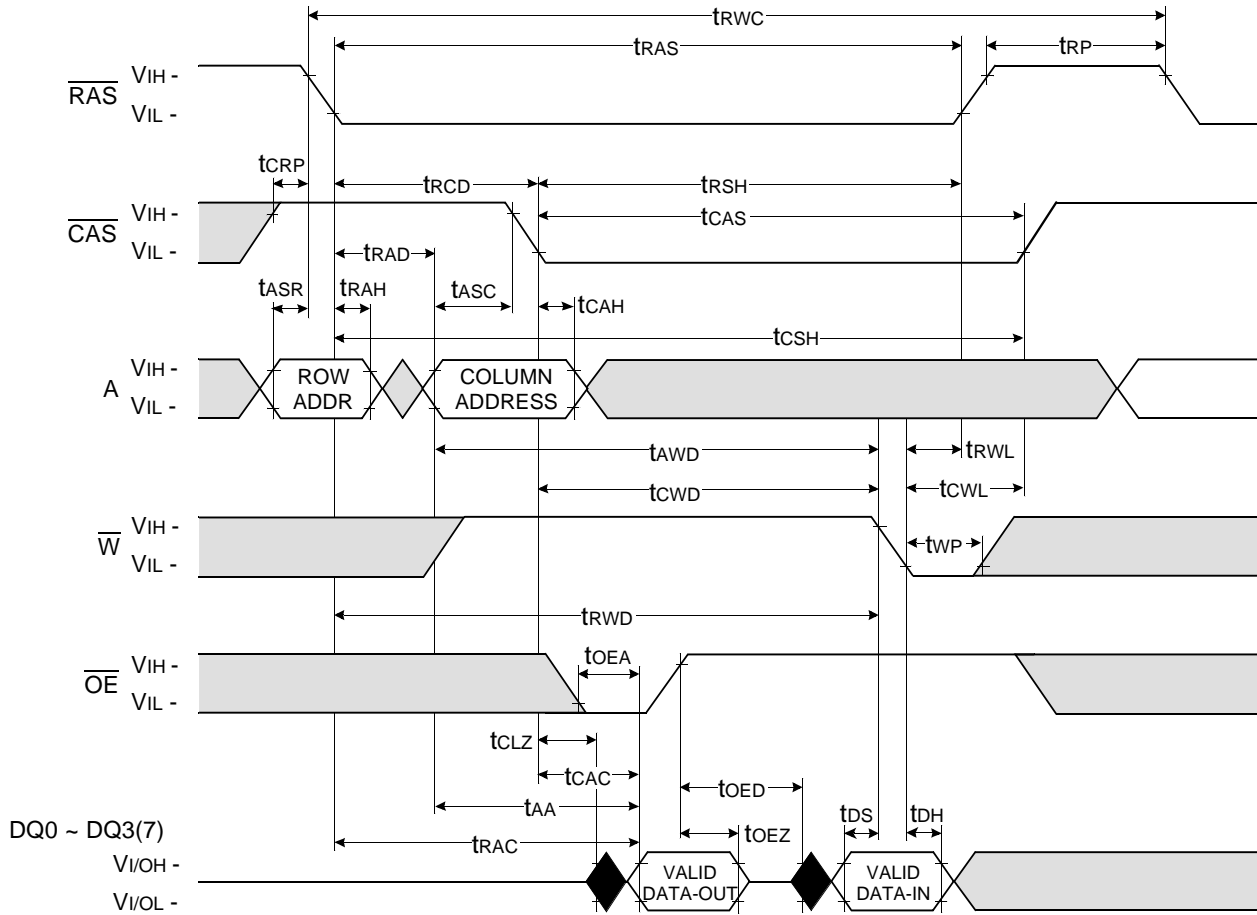 tRWC
tRAS
tRP
RAS
VIH -
VIL -
tCRP
tRCD
tRSH
CAS
VIH -
VIL -
tCAS
tRAD
tASR
tRAH
tASC
tCAH
tCSH
A
VIH -
VIL -
ROW
ADDR
COLUMN
ADDRESS
tAWD
tRWL
tCWD
tCWL
W
VIH -
VIL -
tWP
tRWD
OE
VIH -
VIL -
tOEA
tCLZ
tCAC
tOED
tAA
tDS
tDH
DQ0 ~ DQ3(7)
tRAC
tOEZ
VI/OH -
VI/OL -
VALID
DATA-OUT
VALID
DATA-IN